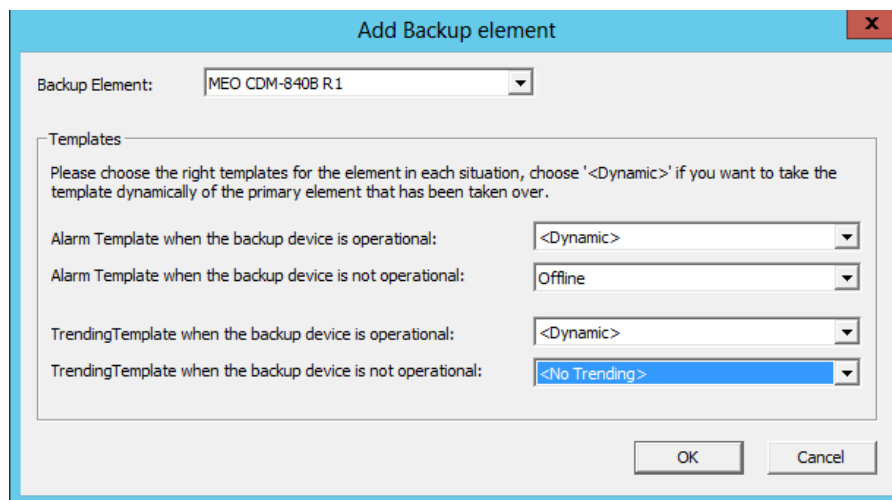 Add Backup element
x
Backup Element: MEO CDM-840B R1
Templates
Please choose the right templates for the element in each situation, choose '<Dynamic>' if you want to take the
template dynamically of the primary element that has been taken over.
Alarm Template when the backup device is operational: <Dynamic>
Alarm Template when the backup device is not operational: Offline
TrendingTemplate when the backup device is operational: <Dynamic>
TrendingTemplate when the backup device is not operational: <No Trending>
OK Cancel